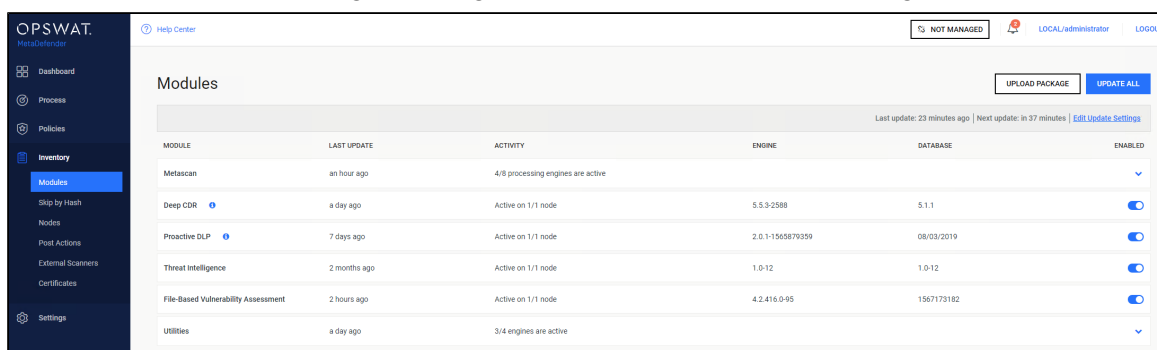 OPSWAT.
MetaDefender
Help Center
NOT MANAGED
2
LOCAL/administrator
LOGOU
Dashboard
Process
Policies
Inventory
Modules
Skip by Hash
Nodes
Post Actions
External Scanners
Certificates
Settings
Modules
UPLOAD PACKAGE
UPDATE ALL
Last update: 23 minutes ago | Next update: in 37 minutes | Edit Update Settings
MODULE LAST UPDATE ACTIVITY ENGINE DATABASE ENABLED
Metascan an hour ago 4/8 processing engines are active
Deep CDR a day ago Active on 1/1 node 5.5.3-2588 5.1.1
Proactive DLP 7 days ago Active on 1/1 node 2.0.1-1565879359 08/03/2019
Threat Intelligence 2 months ago Active on 1/1 node 1.0-12 1.0-12
File-Based Vulnerability Assessment 2 hours ago Active on 1/1 node 4.2.416.0-95 1567173182
Utilities a day ago 3/4 engines are active